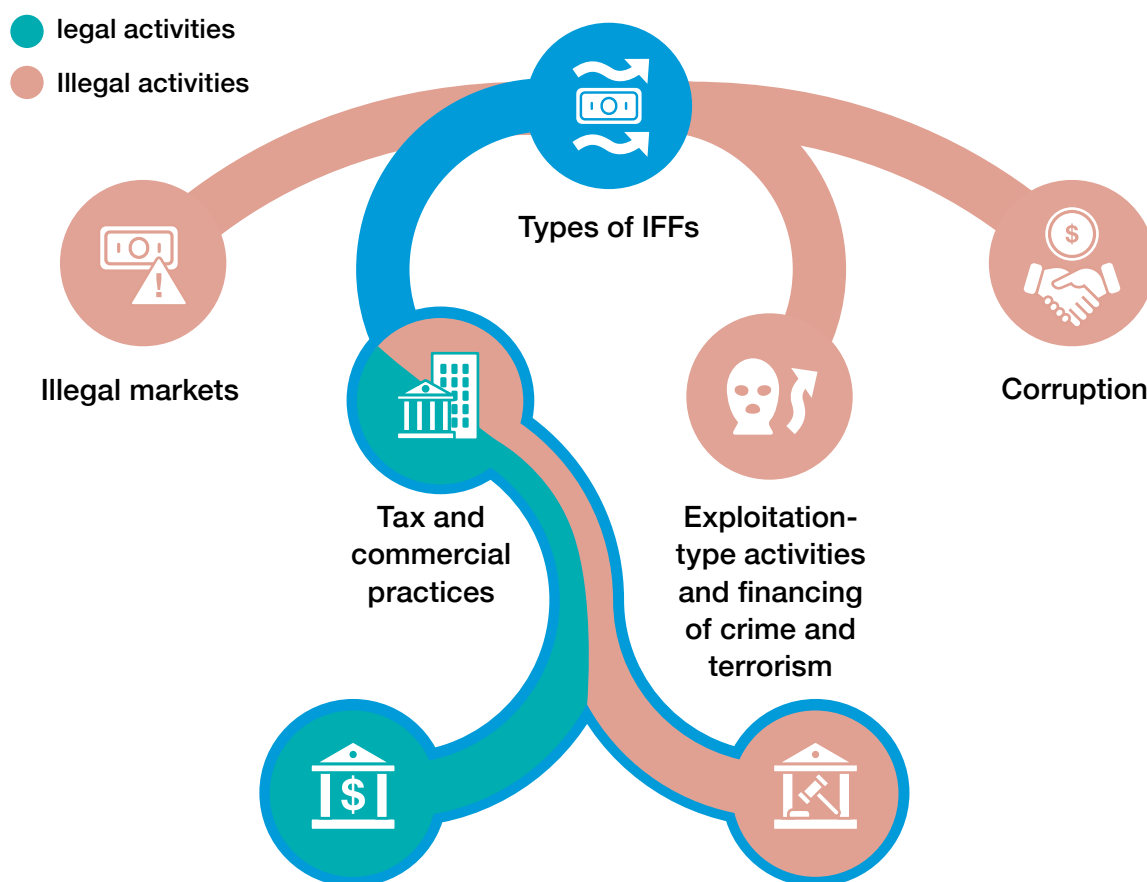 legal activities
Illegal activities
Types of IFFs
$
Illegal markets
Corruption
Tax and
commercial
practices
Exploitation-
type activities
and financing
of crime and
terrorism
$